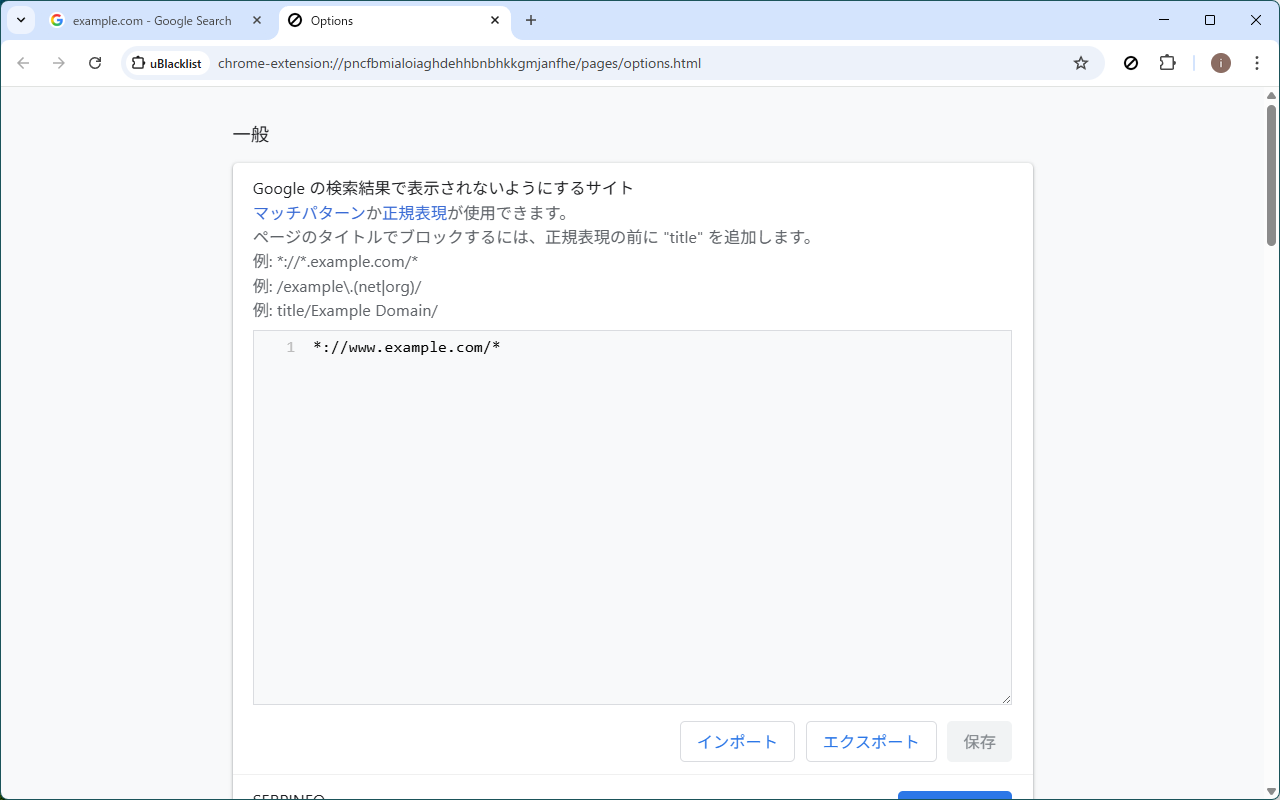 example.com - Google Search
Options
uBlacklist
chrome-extension://pncfbmialoiaghdehhbnbhkkgmjanfhe/pages/options.html
i
一般
Google の検索結果で表示されないようにするサイト
マッチパターンか正規表現が使用できます。
ページのタイトルでブロックするには、正規表現の前に "title" を追加します。
例: *://*.example.com/*
例: /example\.(net|org)/
例: title/Example Domain/
1 *://www.example.com/*
インポート
エクスポート
保存
SERPINFO